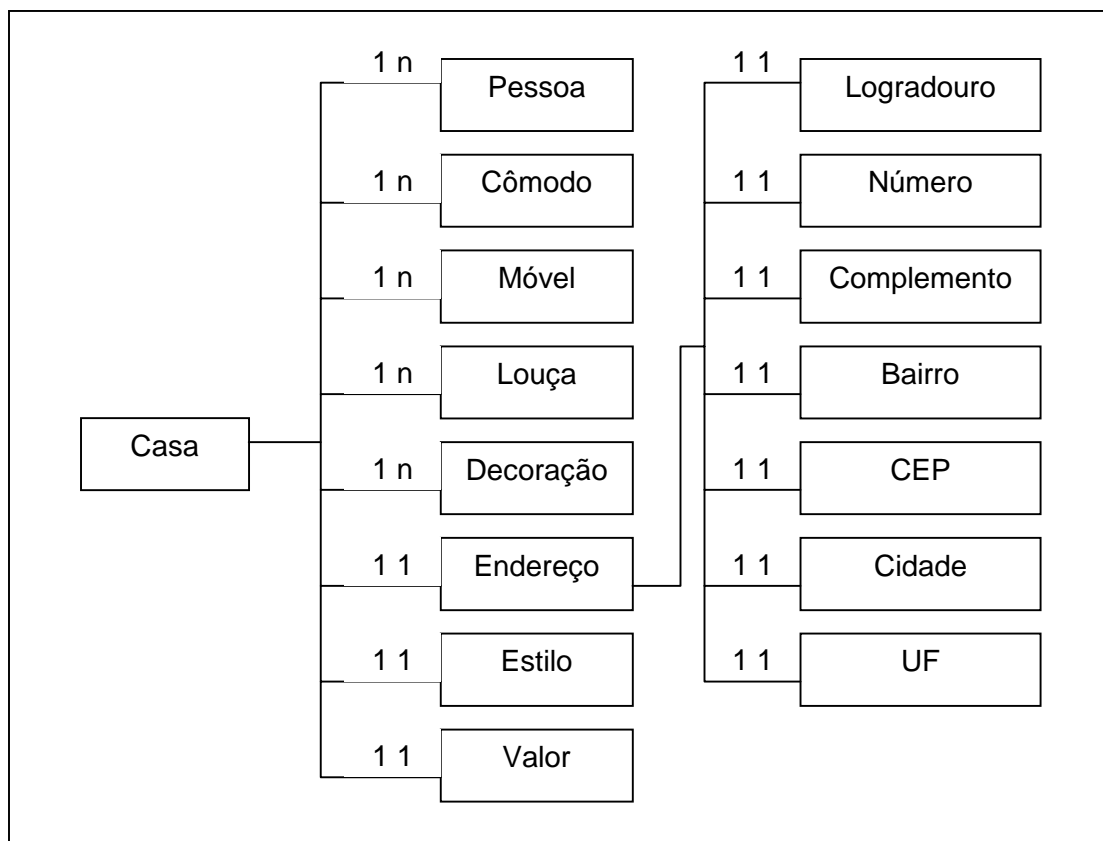 1 n
Pessoa
1 n
Cômodo
1 n
Móvel
1 n
Louça
Casa
1 n
Decoração
1 1
Endereço
1 1
Estilo
1 1
Valor
1 1
Logradouro
1 1
Número
1 1
Complemento
1 1
Bairro
1 1
CEP
1 1
Cidade
1 1
UF